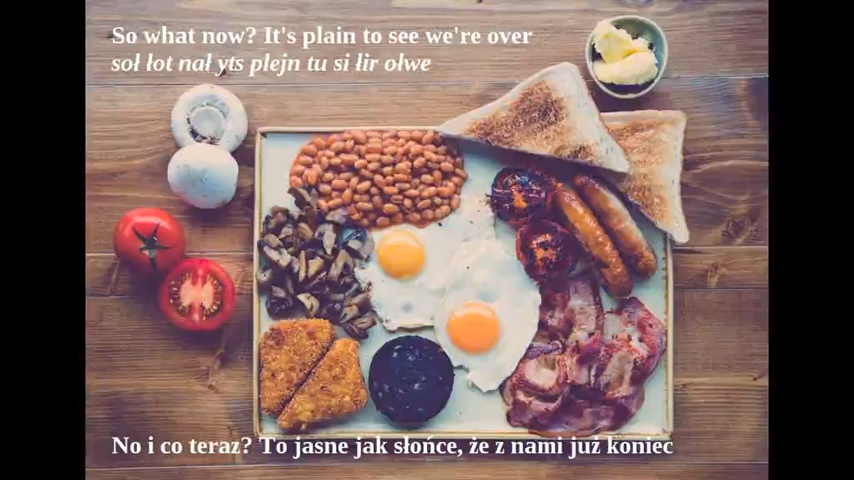 So what now? It's plain to see we're over
soł łot nał yts plejn tu si łir ołwe
No i co teraz? To jasne jak słońce, że z nami już koniec